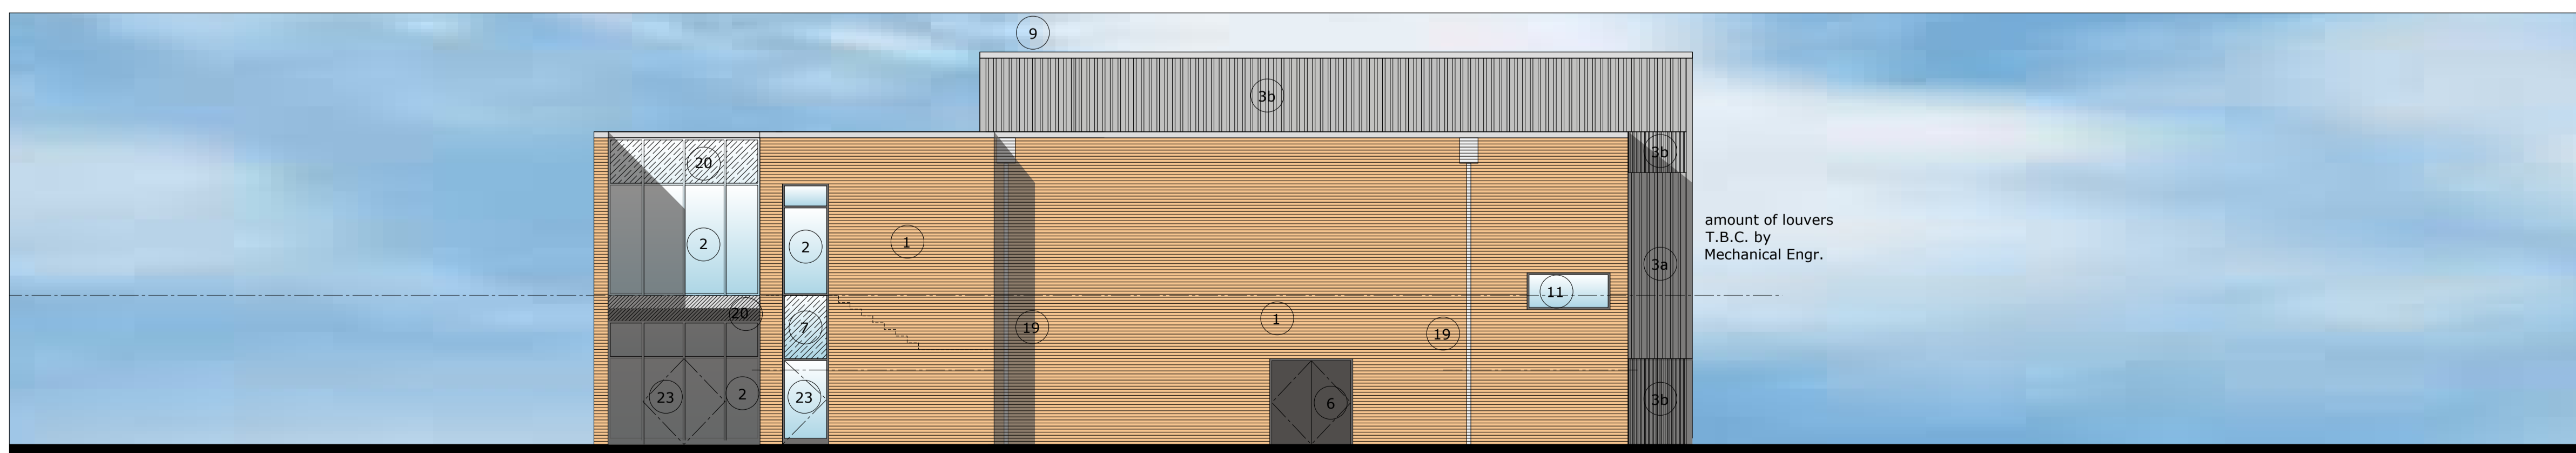 9
3b
20
3b
2
2
1
amount of louvers
T.B.C. by
Mechanical Engr.
3a
11
20
7
19
1
19
23
2
23
6
3b